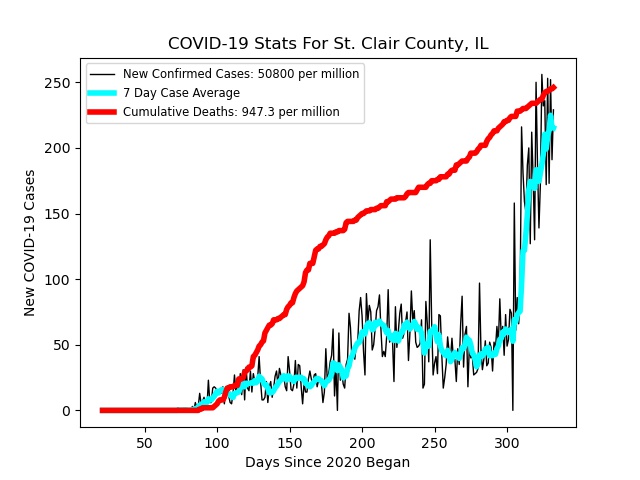 COVID-19 Stats For St. Clair County, IL
New Confirmed Cases: 50800 per million
7 Day Case Average
Cumulative Deaths: 947.3 per million
New COVID-19 Cases
250
200
150
100
50
0
50
100
150
200
250
300
Days Since 2020 Began